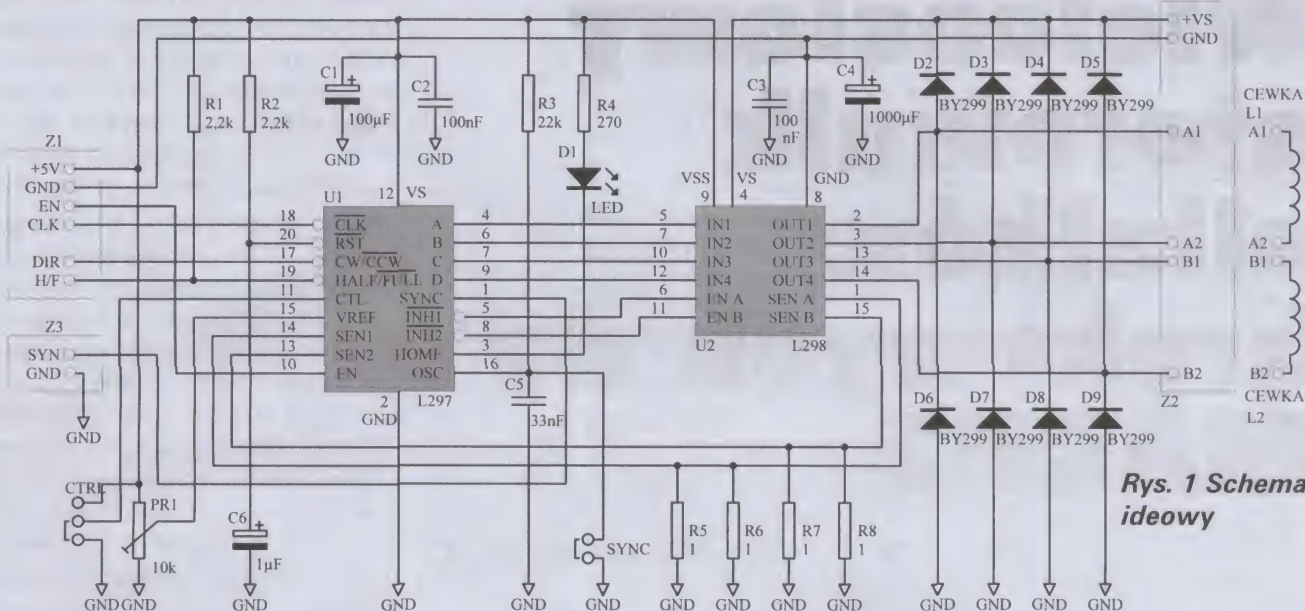 +VS
GND
D2 D3 D4 D5
BY299 BY299 BY299 BY299
CEWKA
L1
A1 A1
C1
100µF
C2
100nF
GND GND
R1
2,2k
R2
2,2k
R3
22k
R4
270
D1
LED
C3
100
nF
C4
1000µF
GND GND
Z1
+5V
GND
EN
CLK
DIR
H/F
U1
12 VS
18 CLK A 4
20 RST B 6
17 CW/CCW C 7
19 HALF/FULL D 9
11 CTL SYNC 1
15 VREF INH1 5
14 SEN1 INH2 8
13 SEN2 HOME 3
10 EN OSC 16
2
GND
L297
VSS
9
VS
4
GND
8
5 IN1 OUT1 2
7 IN2 OUT2 3
10 IN3 OUT3 13
12 IN4 OUT4 14
6 EN A SEN A 1
11 EN B SEN B 15
U2 L298
A2 A2
B1 B1
B2 B2
Z2
CEWKA
L2
Z3
SYN
GND
GND
C5
33nF
D6 D7 D8 D9
BY299 BY299 BY299 BY299
Rys. 1 Schema
ideowy
CTRL
PR1
10k
C6
1µF
SYNC
R5
1
R6
1
R7
1
R8
1
GND GND GND GND GND GND GND GND GND GND GND GND GND GND